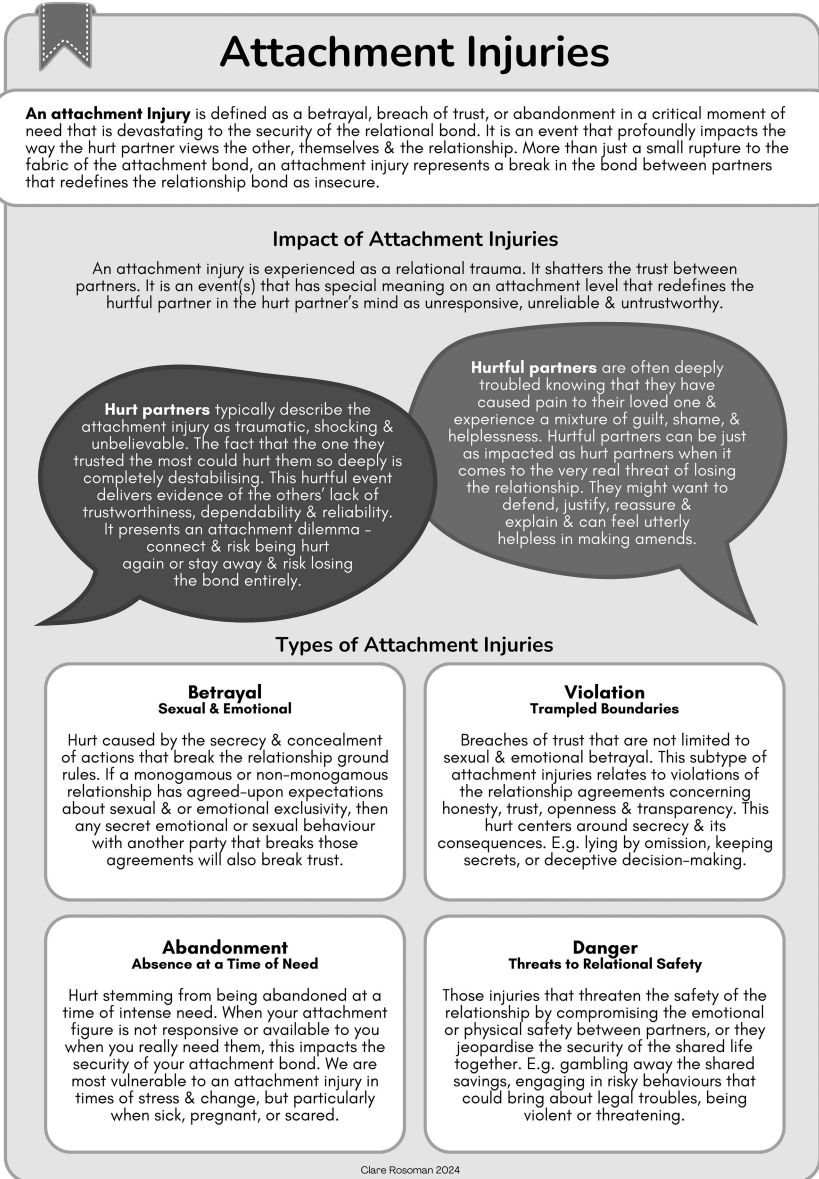 Attachment Injuries
An attachment Injury is defined as a betrayal, breach of trust, or abandonment in a critical moment of
need that is devastating to the security of the relational bond. It is an event that profoundly impacts the
way the hurt partner views the other, themselves & the relationship. More than just a small rupture to the
fabric of the attachment bond, an attachment injury represents a break in the bond between partners
that redefines the relationship bond as insecure.
Impact of Attachment Injuries
An attachment injury is experienced as a relational trauma. It shatters the trust between
partners. It is an event(s) that has special meaning on an attachment level that redefines the
hurtful partner in the hurt partner's mind as unresponsive, unreliable & untrustworthy.
Hurt partners typically describe the
attachment injury as traumatic, shocking &
unbelievable. The fact that the one they
trusted the most could hurt them so deeply is
completely destabilising. This hurtful event
delivers evidence of the others' lack of
trustworthiness, dependability & reliability.
It presents an attachment dilemma –
connect & risk being hurt
again or stay away & risk losing
the bond entirely.
Hurtful partners are often deeply
troubled knowing that they have
caused pain to their loved one &
experience a mixture of guilt, shame, &
helplessness. Hurtful partners can be just
as impacted as hurt partners when it
comes to the very real threat of losing
the relationship. They might want to
defend, justify, reassure &
explain & can feel utterly
helpless in making amends.
Types of Attachment Injuries
Betrayal
Sexual & Emotional
Hurt caused by the secrecy & concealment
of actions that break the relationship ground
rules. If a monogamous or non-monogamous
relationship has agreed-upon expectations
about sexual & or emotional exclusivity, then
any secret emotional or sexual behaviour
with another party that breaks those
agreements will also break trust.
Violation
Trampled Boundaries
Breaches of trust that are not limited to
sexual & emotional betrayal. This subtype of
attachment injuries relates to violations of
the relationship agreements concerning
honesty, trust, openness & transparency. This
hurt centers around secrecy & its
consequences. E.g. lying by omission, keeping
secrets, or deceptive decision-making.
Abandonment
Absence at a Time of Need
Hurt stemming from being abandoned at a
time of intense need. When your attachment
figure is not responsive or available to you
when you really need them, this impacts the
security of your attachment bond. We are
most vulnerable to an attachment injury in
times of stress & change, but particularly
when sick, pregnant, or scared.
Danger
Threats to Relational Safety
Those injuries that threaten the safety of the
relationship by compromising the emotional
or physical safety between partners, or they
jeopardise the security of the shared life
together. E.g. gambling away the shared
savings, engaging in risky behaviours that
could bring about legal troubles, being
violent or threatening.
Clare Rosoman 2024